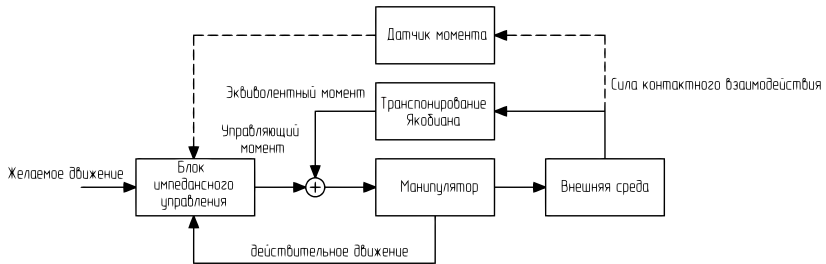 Датчик момента
Сила контактного взаимодействия
Эквиволентный момент
Транспонирование
Якобиана
Управляющий
момент
Желаемое движение
Блок
импедансного
управления
+
Манипулятор
Внешняя среда
действительное движение